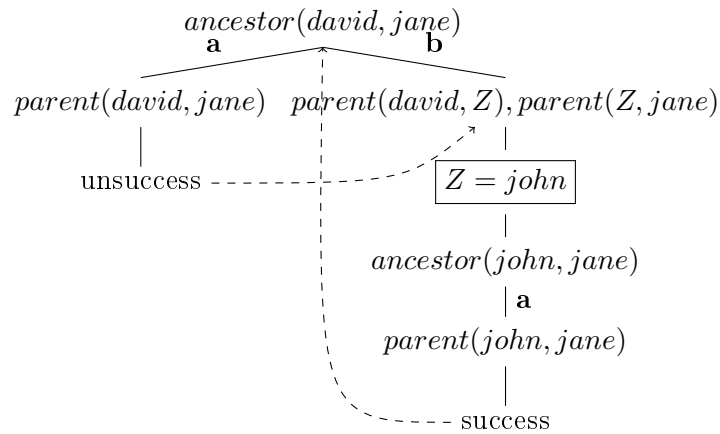 ancestor(david, jane)
a b
parent(david, jane) parent(david, Z), parent(Z, jane)
unsuccess
Z = john
ancestor(john, jane)
a
parent(john, jane)
success